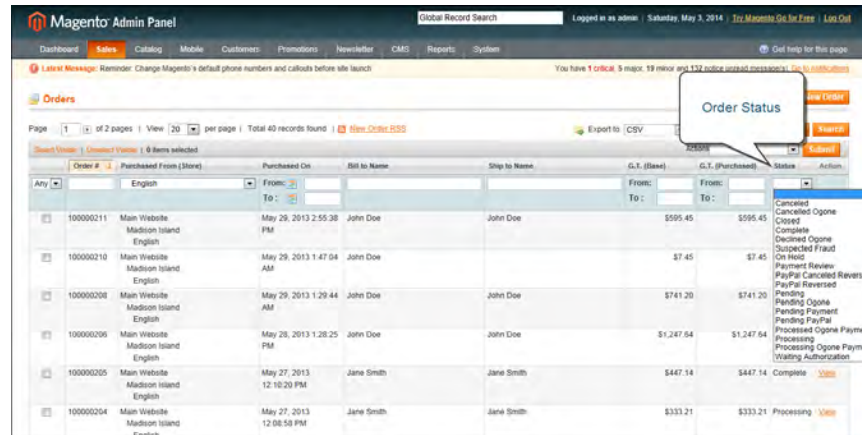 Magento Admin Panel
Global Record Search
Logged in as admin | Saturday, May 3, 2014 | Try Magento Go for Free | Log Out
Dashboard Sales Catalog Mobile Customers Promotions Newsletter CMS Reports System
Get help for this page
Latest Message: Reminder: Change Magento's default phone numbers and callouts before site launch
You have 1 critical, 5 major, 19 minor and 132 notice unread message(s). Go to notifications
Orders
Order Status
New Order
Page 1 of 2 pages | View 20 per page | Total 40 records found | New Order RSS
Export to CSV
Search
Select Visible | Unselect Visible | 0 items selected
Actions
Submit
Order # Purchased From (Store) Purchased On Bill to Name Ship to Name G.T. (Base) G.T. (Purchased) Status Action
Any English From: From: From:
To: To: To:
100000211 Main Website May 29, 2013 2:55:38 John Doe John Doe $595.45 $595.45
Madison Island PM
English
100000210 Main Website May 29, 2013 1:47:04 John Doe John Doe $7.45 $7.45
Madison Island AM
English
100000208 Main Website May 29, 2013 1:29:44 John Doe John Doe $741.20 $741.20
Madison Island AM
English
100000206 Main Website May 28, 2013 1:28:25 John Doe John Doe $1,247.64 $1,247.64
Madison Island PM
English
Canceled
Cancelled Ogone
Closed
Complete
Declined Ogone
Suspected Fraud
On Hold
Payment Review
PayPal Canceled Revers
PayPal Reversed
Pending
Pending Ogone
Pending Payment
Pending PayPal
Processed Ogone Payme
Processing
Processing Ogone Paym
Waiting Authorization
100000205 Main Website May 27, 2013 Jane Smith Jane Smith $447.14 $447.14 Complete View
Madison Island 12:10:20 PM
English
100000204 Main Website May 27, 2013 Jane Smith Jane Smith $333.21 $333.21 Processing View
Madison Island 12:08:58 PM
English